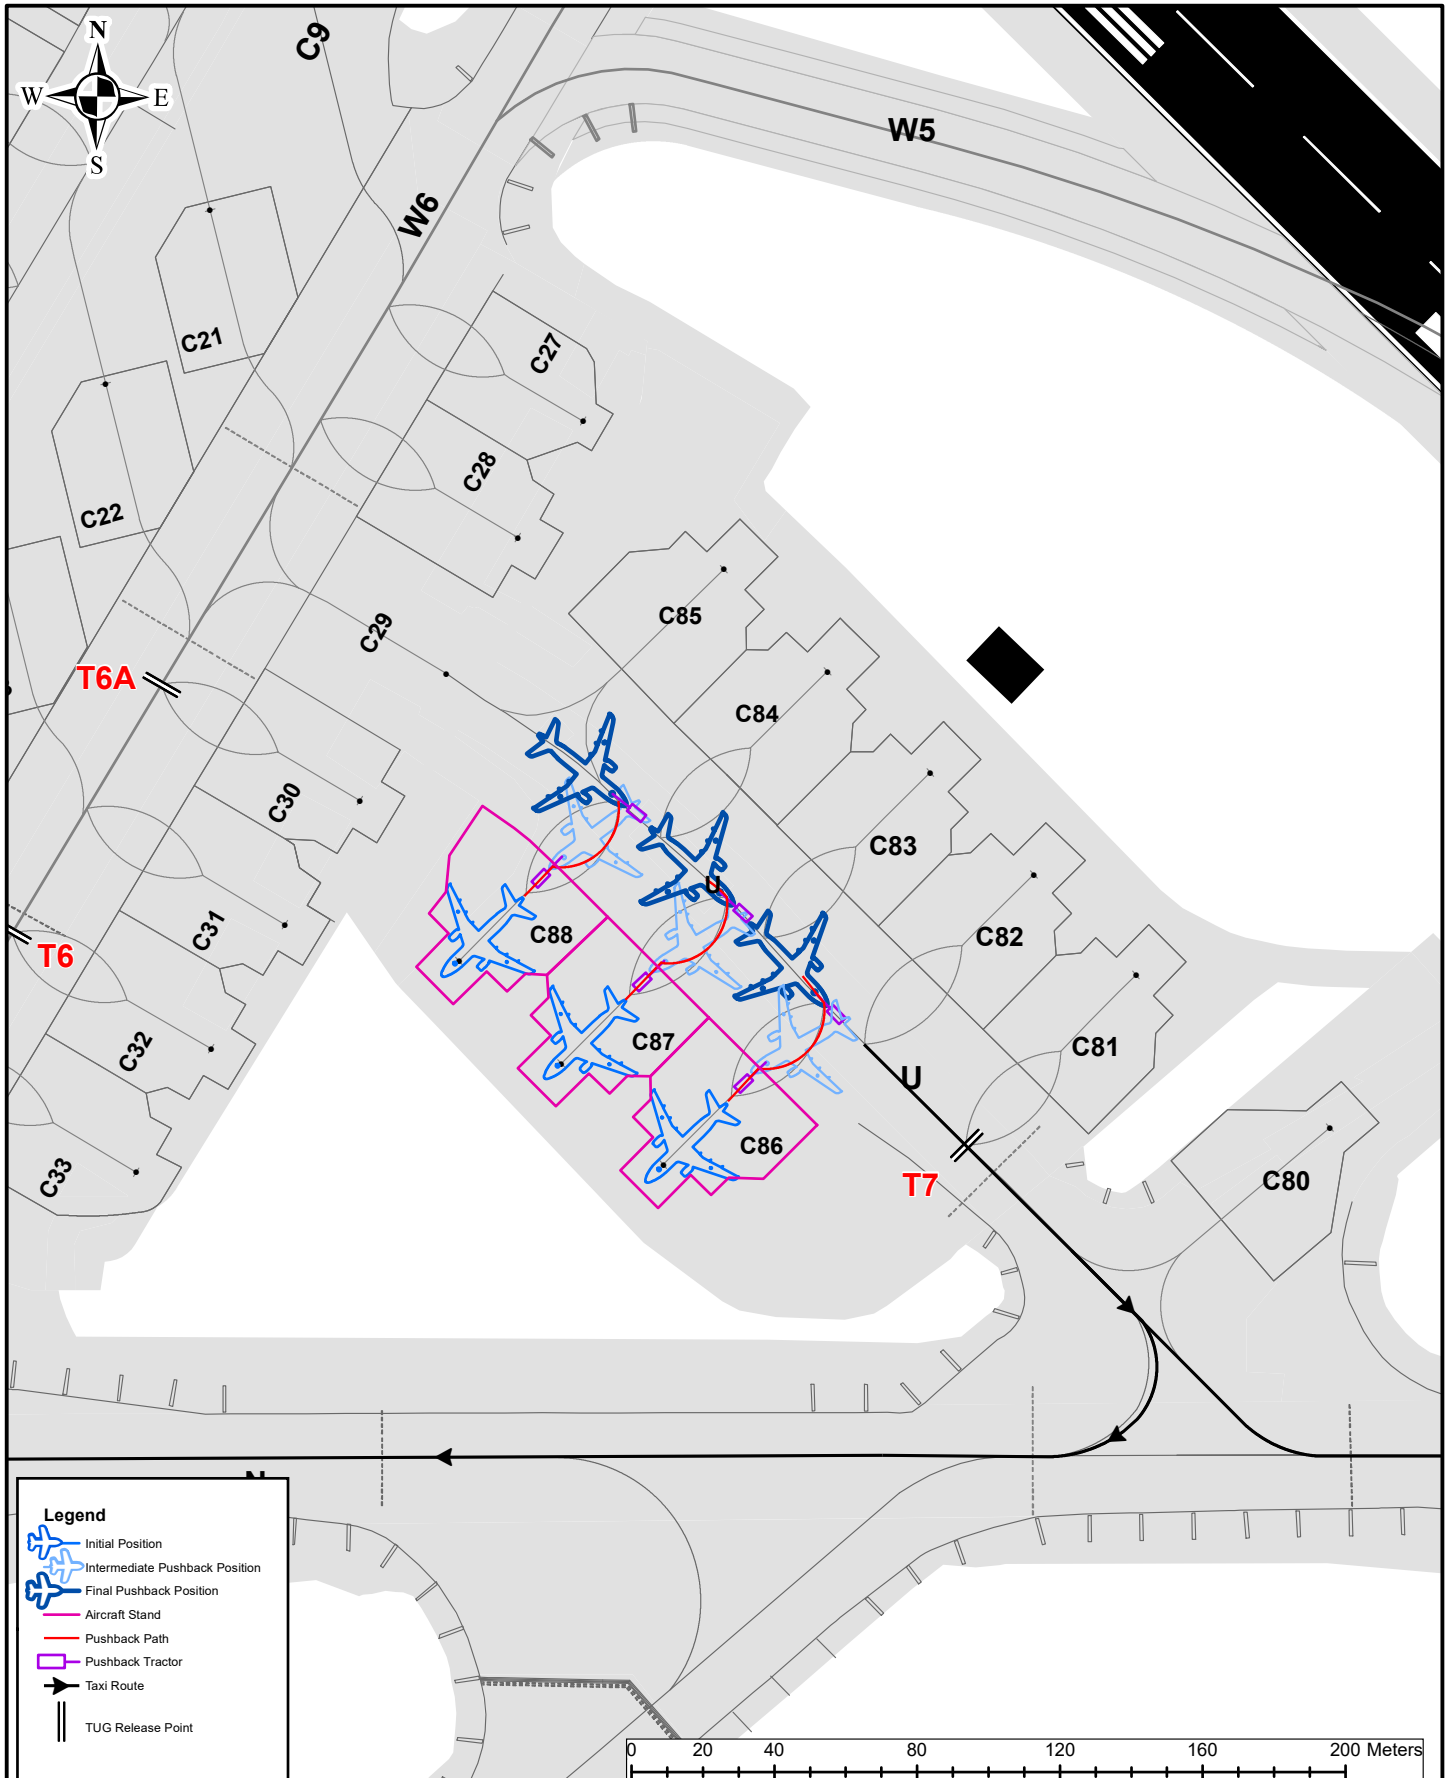 N
W
E
S
C9
W5
W6
C21
C27
C22
C28
C29
C85
T6A
C84
C30
C83
U
C31
C88
C82
T6
C87
C81
C32
U
C86
C33
T7
C80
N
Legend
Initial Position
Intermediate Pushback Position
Final Pushback Position
Aircraft Stand
Pushback Path
Pushback Tractor
Taxi Route
TUG Release Point
0 20 40 80 120 160 200 Meters